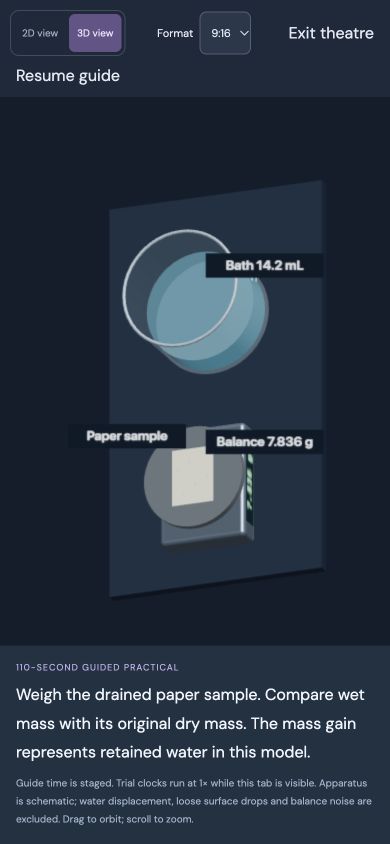 2D view
3D view
Format
9:16
Exit theatre
Resume guide
Bath 14.2 mL
Paper sample
Balance 7.836 g
110-SECOND GUIDED PRACTICAL
Weigh the drained paper sample. Compare wet
mass with its original dry mass. The mass gain
represents retained water in this model.
Guide time is staged. Trial clocks run at 1× while this tab is visible. Apparatus
is schematic; water displacement, loose surface drops and balance noise are
excluded. Drag to orbit; scroll to zoom.